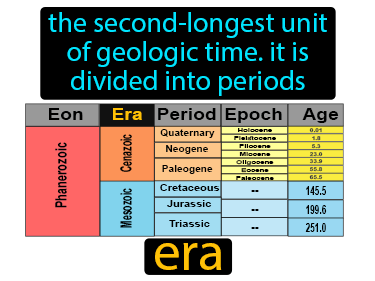 the second-longest unit
of geologic time. it is
divided into periods
Eon Era Period Epoch Age
Phanerozoic
Cenazoic
Quaternary
Holocene 0.01
Pleistocene 1.8
Neogene
Pliocene 5.3
Miocene 23.0
Paleogene
Oligocene 33.9
Eocene 55.8
Paleocene 65.5
Mesozoic
Cretaceous -- 145.5
Jurassic -- 199.6
Triassic -- 251.0
era